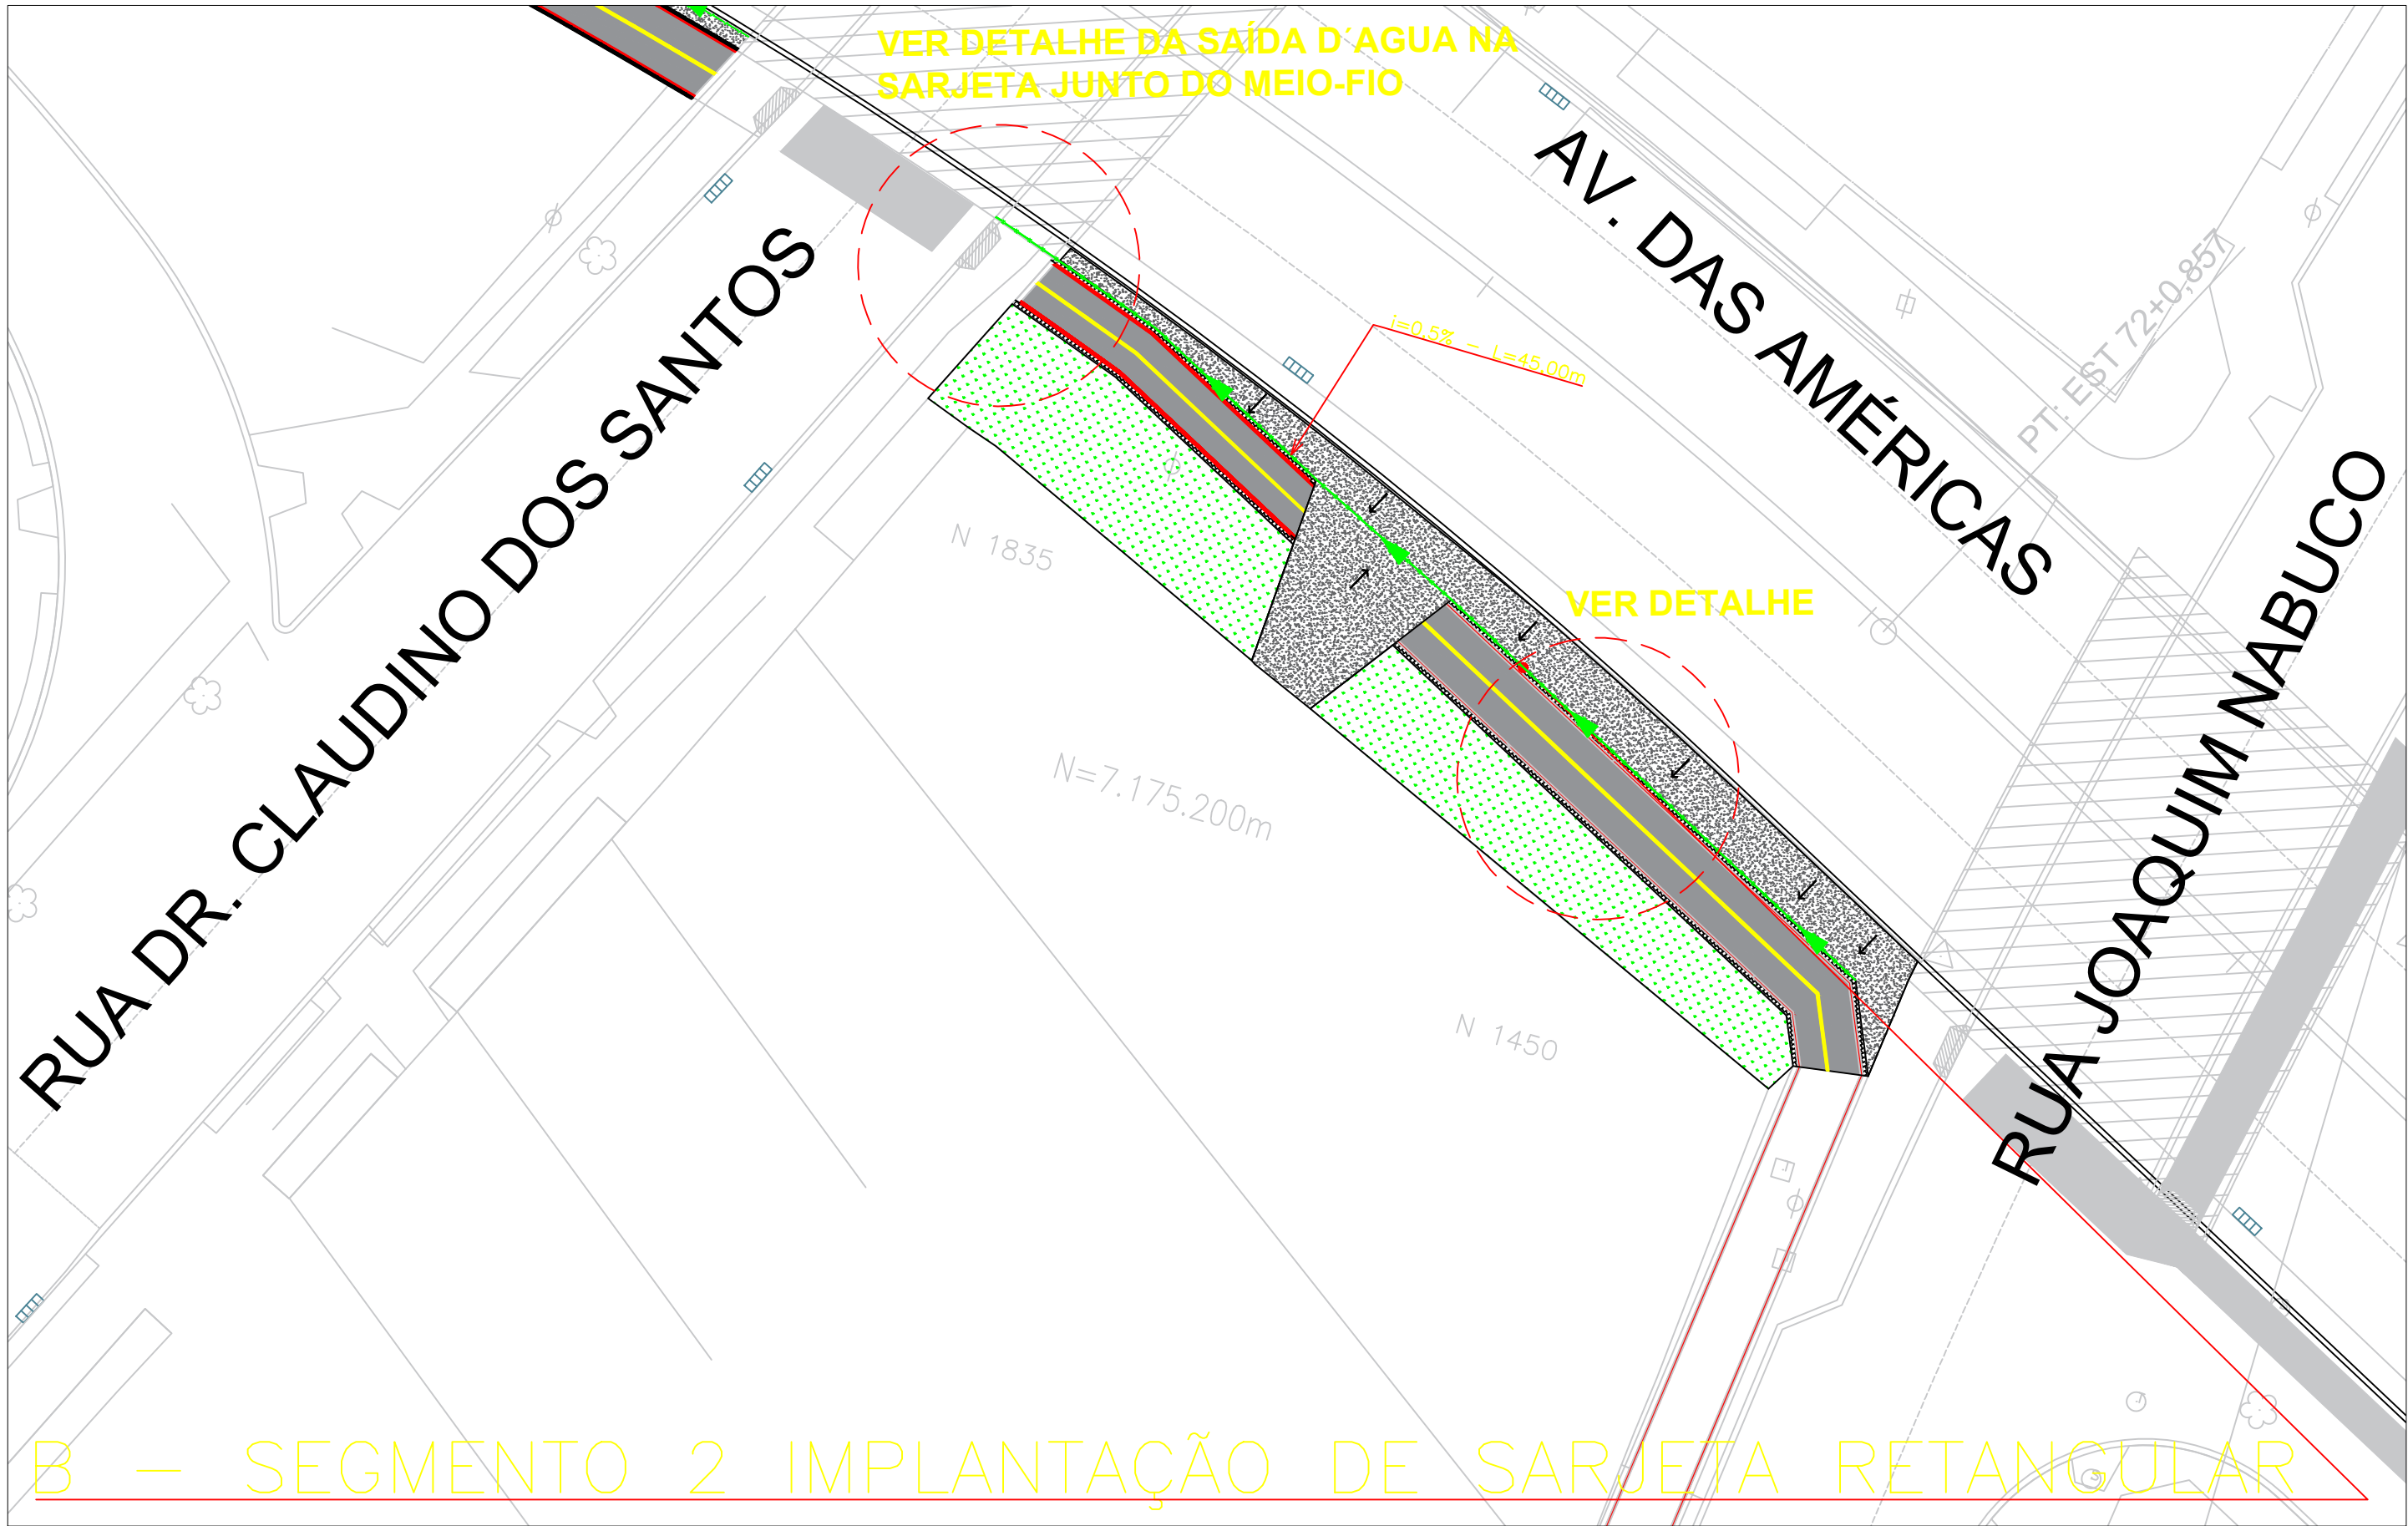 VER DETALHE DA SAÍDA D´AGUA NA
SARJETA JUNTO DO MEIO-FIO
AV. DAS AMÉRICAS
PT: EST 72+0,857
RUA DR. CLAUDINO DOS SANTOS
i=0.5% – L=45,00m
RUA JOAQUIM NABUCO
N 1835
VER DETALHE
N=7.175.200m
N 1450
B – SEGMENTO 2 IMPLANTAÇÃO DE SARJETA RETANGULAR